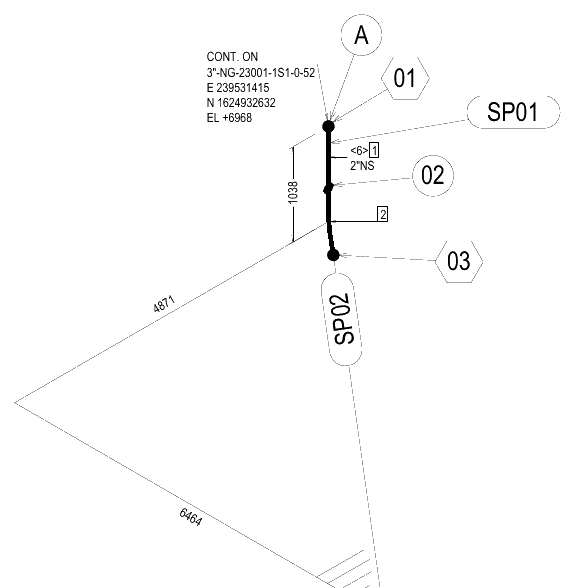 A
CONT. ON
3"-NG-23001-1S1-0-52
E 239531415
N 1624932632
EL +6968
01
SP01
<6> 1
2"NS
02
1038
2
03
4871
SP02
6464